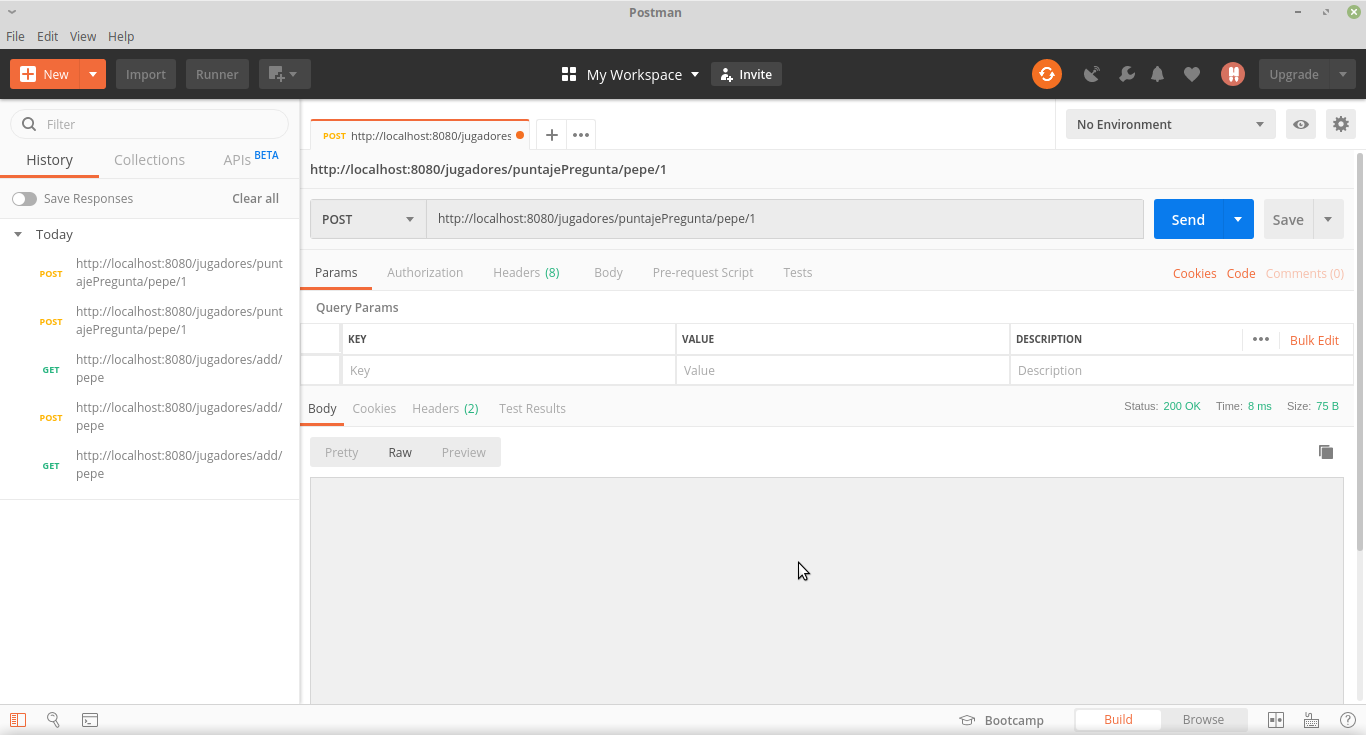 Postman
File Edit View Help
New Import Runner My Workspace Invite Upgrade
Filter
History Collections APIs BETA
Save Responses Clear all
Today
POST http://localhost:8080/jugadores/punt
ajePregunta/pepe/1
POST http://localhost:8080/jugadores/punt
ajePregunta/pepe/1
GET http://localhost:8080/jugadores/add/
pepe
POST http://localhost:8080/jugadores/add/
pepe
GET http://localhost:8080/jugadores/add/
pepe
POST http://localhost:8080/jugadores
No Environment
http://localhost:8080/jugadores/puntajePregunta/pepe/1
POST http://localhost:8080/jugadores/puntajePregunta/pepe/1 Send Save
Params Authorization Headers (8) Body Pre-request Script Tests Cookies Code Comments (0)
Query Params
KEY VALUE DESCRIPTION Bulk Edit
Key Value Description
Body Cookies Headers (2) Test Results Status: 200 OK Time: 8 ms Size: 75 B
Pretty Raw Preview
Bootcamp Build Browse